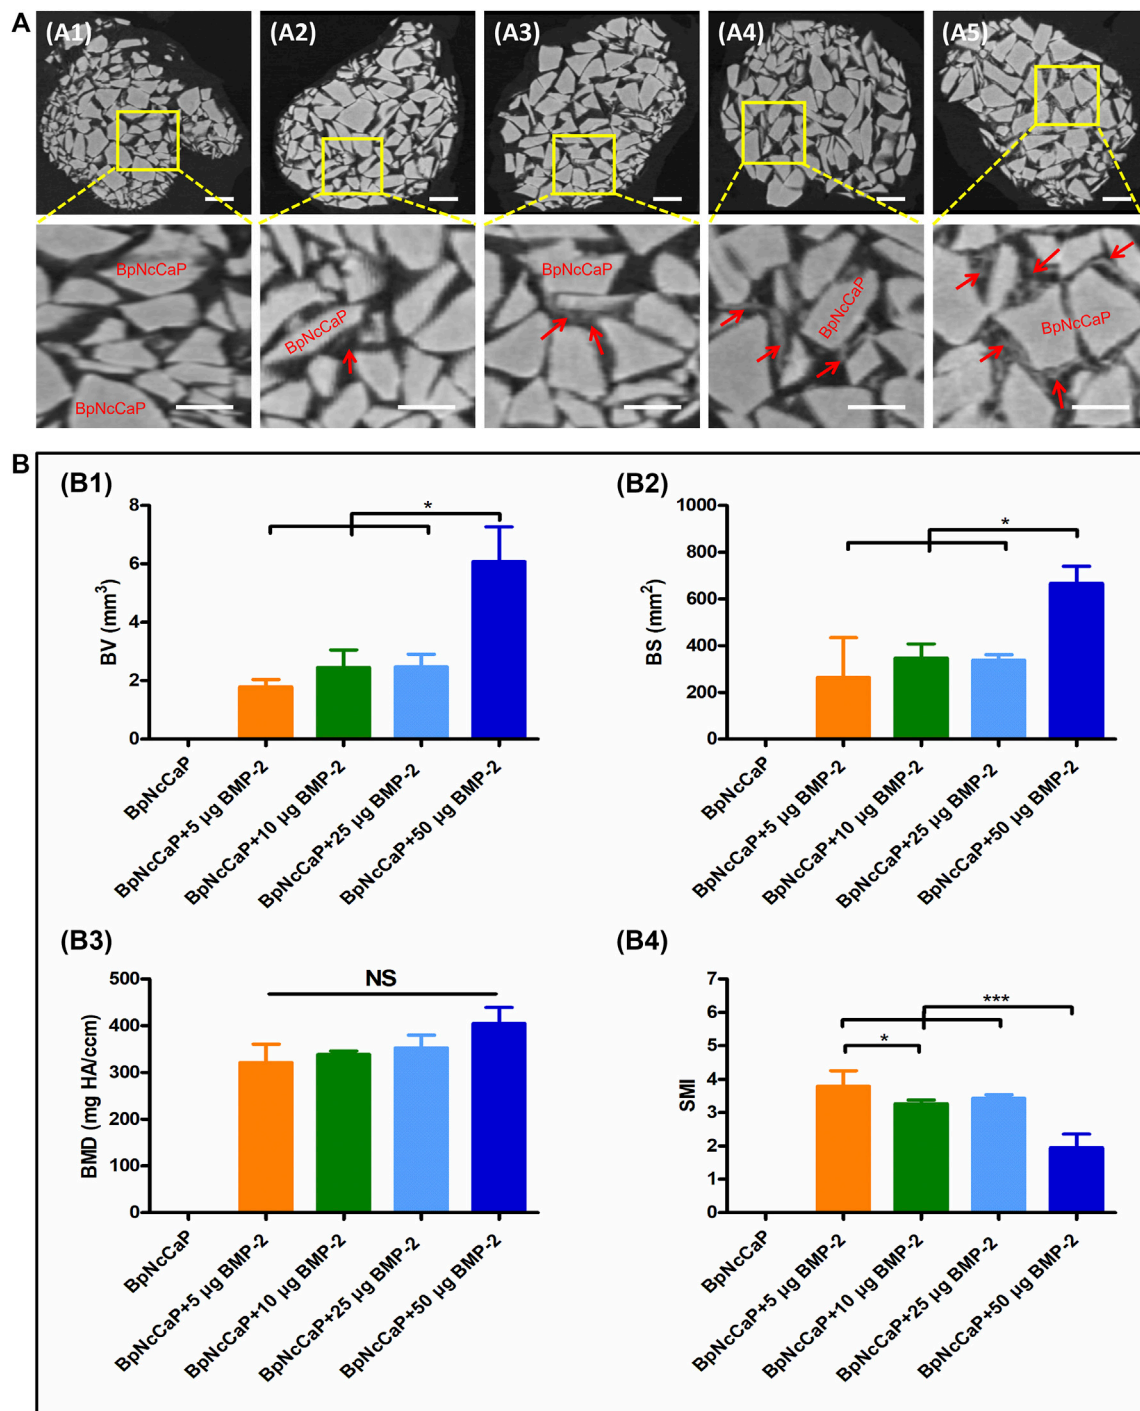 A
(A1)
(A2)
(A3)
(A4)
(A5)
BpNcCaP
BpNcCaP
BpNcCaP
BpNcCaP
BpNcCaP
BpNcCaP
B
(B1)
BV (mm³)
8
6
4
2
0
*
BpNcCaP
BpNcCaP+5 µg BMP-2
BpNcCaP+10 µg BMP-2
BpNcCaP+25 µg BMP-2
BpNcCaP+50 µg BMP-2
(B2)
BS (mm²)
1000
800
600
400
200
0
*
BpNcCaP
BpNcCaP+5 µg BMP-2
BpNcCaP+10 µg BMP-2
BpNcCaP+25 µg BMP-2
BpNcCaP+50 µg BMP-2
(B3)
BMD (mg HA/ccm)
500
400
300
200
100
0
NS
BpNcCaP
BpNcCaP+5 µg BMP-2
BpNcCaP+10 µg BMP-2
BpNcCaP+25 µg BMP-2
BpNcCaP+50 µg BMP-2
(B4)
SMI
7
6
5
4
3
2
1
0
*
***
BpNcCaP
BpNcCaP+5 µg BMP-2
BpNcCaP+10 µg BMP-2
BpNcCaP+25 µg BMP-2
BpNcCaP+50 µg BMP-2